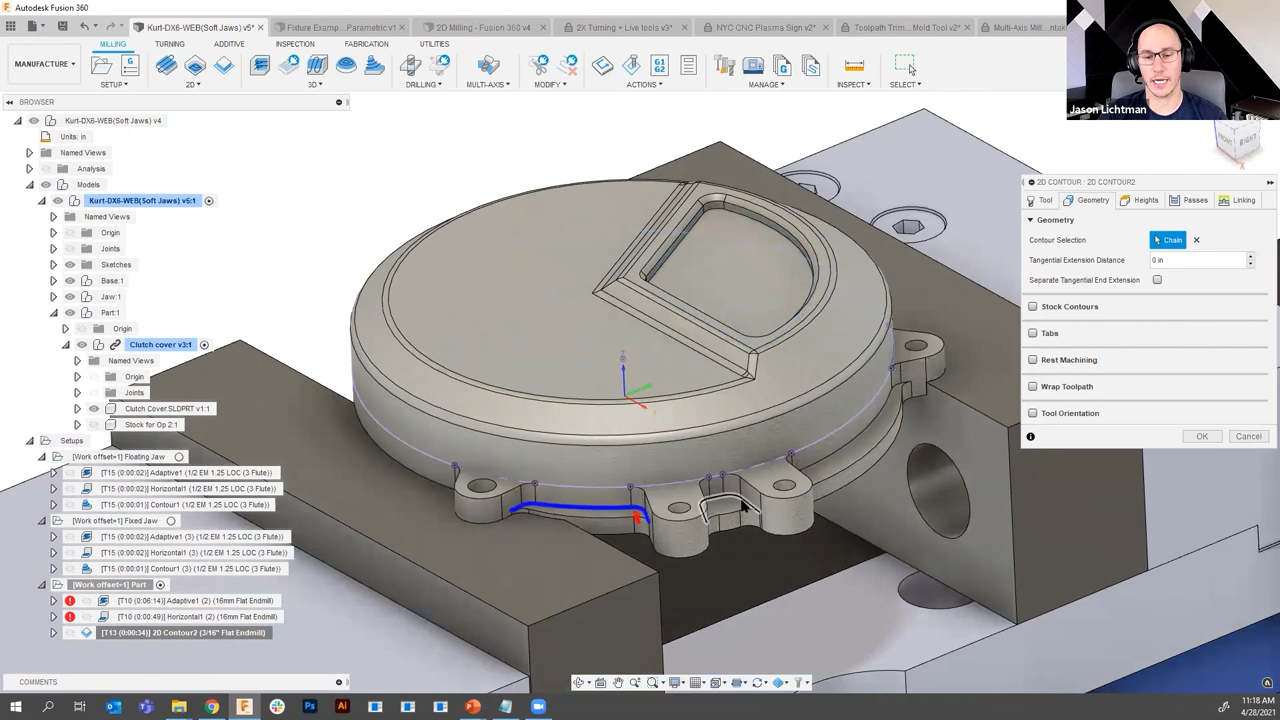 Autodesk Fusion 360
Kurt-DX6-WEB(Soft Jaws) v5*
Fixture Examp...Parametric v1
2D Milling - Fusion 360 v4
2X Turning + Live tools v3*
NYC CNC Plasma Sign v2*
Toolpath Trim...Mold Tool v2*
MILLING
TURNING
ADDITIVE
INSPECTION
FABRICATION
UTILITIES
MANUFACTURE
SETUP
2D
3D
DRILLING
MULTI-AXIS
MODIFY
ACTIONS
MANAGE
INSPECT
SELECT
G1G2
Jason Lichtman
FRONT
RIGHT
BROWSER
Kurt-DX6-WEB(Soft Jaws) v4
Units: in
Named Views
Analysis
Models
Kurt-DX6-WEB(Soft Jaws) v5:1
Named Views
Origin
Joints
Sketches
Base:1
Jaw:1
Part:1
Origin
Clutch cover v3:1
Named Views
Origin
Joints
Clutch Cover.SLDPRT v1:1
Stock for Op 2:1
Setups
[Work offset=1] Floating Jaw
[T15 (0:00:02) Adaptive1 (1/2 EM 1.25 LOC (3 Flute))]
[T15 (0:00:02) Horizontal1 (1/2 EM 1.25 LOC (3 Flute))]
[T15 (0:00:02) Contour1 (1/2 EM 1.25 LOC (3 Flute))]
[Work offset=1] Fixed Jaw
[T15 (0:00:02) Adaptive1 (3) (1/2 EM 1.25 LOC (3 Flute))]
[T15 (0:00:02) Horizontal1 (3) (1/2 EM 1.25 LOC (3 Flute))]
[T15 (0:00:02) Contour1 (3) (1/2 EM 1.25 LOC (3 Flute))]
[Work offset=1] Part
[T10 (0:06:14) Adaptive1 (2) (16mm Flat Endmill)]
[T10 (0:00:49) Horizontal1 (2) (16mm Flat Endmill)]
[T13 (0:00:34) 2D Contour2 (3/16" Flat Endmill)]
2D CONTOUR : 2D CONTOUR2
Tool
Geometry
Heights
Passes
Linking
Geometry
Contour Selection
Chain
Tangential Extension Distance
0 in
Separate Tangential End Extension
Stock Contours
Tabs
Rest Machining
Wrap Toolpath
Tool Orientation
OK
Cancel
COMMENTS
11:18 AM
4/28/2021